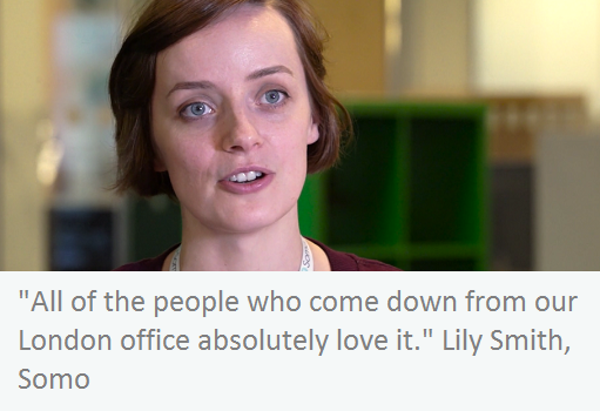 "All of the people who come down from our
London office absolutely love it." Lily Smith,
Somo